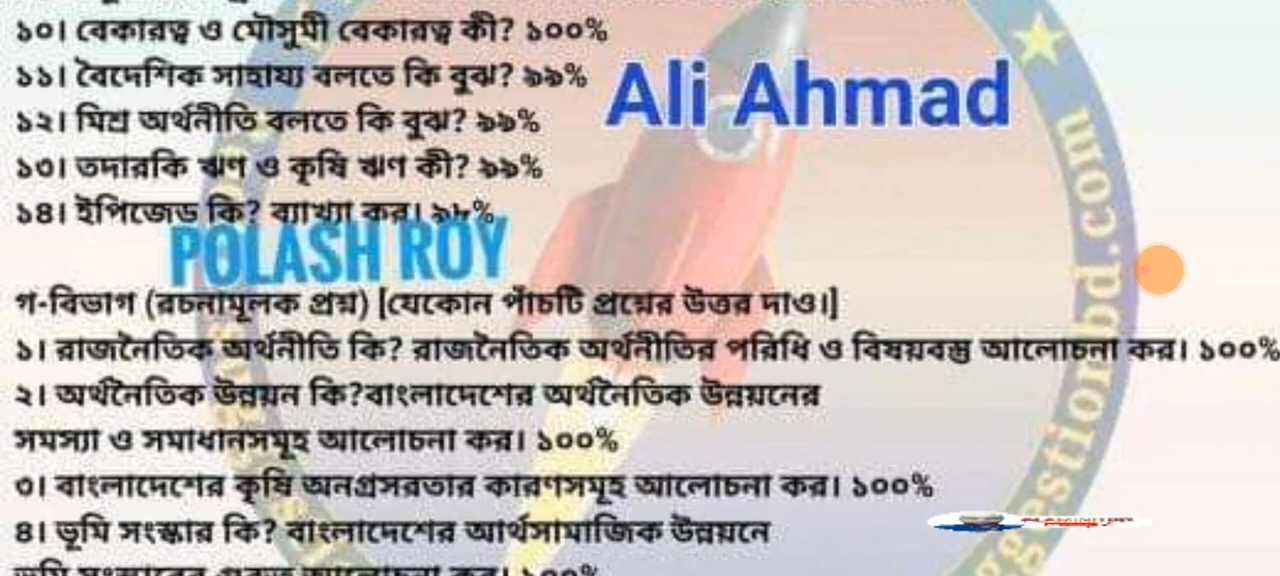 ১০। বেকারত্ব ও মৌসুমী বেকারত্ব কী? ১০০%
১১। বৈদেশিক সাহায্য বলতে কি বুঝ? ৯৯%
Ali Ahmad
১২। মিশ্র অর্থনীতি বলতে কি বুঝ? ৯৯%
১৩। তদারকি ঋণ ও কৃষি ঋণ কী? ৯৯%
১৪। ইপিজেড কি? ব্যাখ্যা কর। ৯৮%
POLASH ROY
গ-বিভাগ (রচনামূলক প্রশ্ন) [যেকোন পাঁচটি প্রশ্নের উত্তর দাও।]
১। রাজনৈতিক অর্থনীতি কি? রাজনৈতিক অর্থনীতির পরিধি ও বিষয়বস্তু আলোচনা কর। ১০০%
২। অর্থনৈতিক উন্নয়ন কি?বাংলাদেশের অর্থনৈতিক উন্নয়নের
সমস্যা ও সমাধানসমূহ আলোচনা কর। ১০০%
৩। বাংলাদেশের কৃষি অনগ্রসরতার কারণসমূহ আলোচনা কর। ১০০%
৪। ভূমি সংস্কার কি? বাংলাদেশের আর্থসামাজিক উন্নয়নে
ভূমি সংস্কারের গুরুত্ব আলোচনা কর। ১০০%